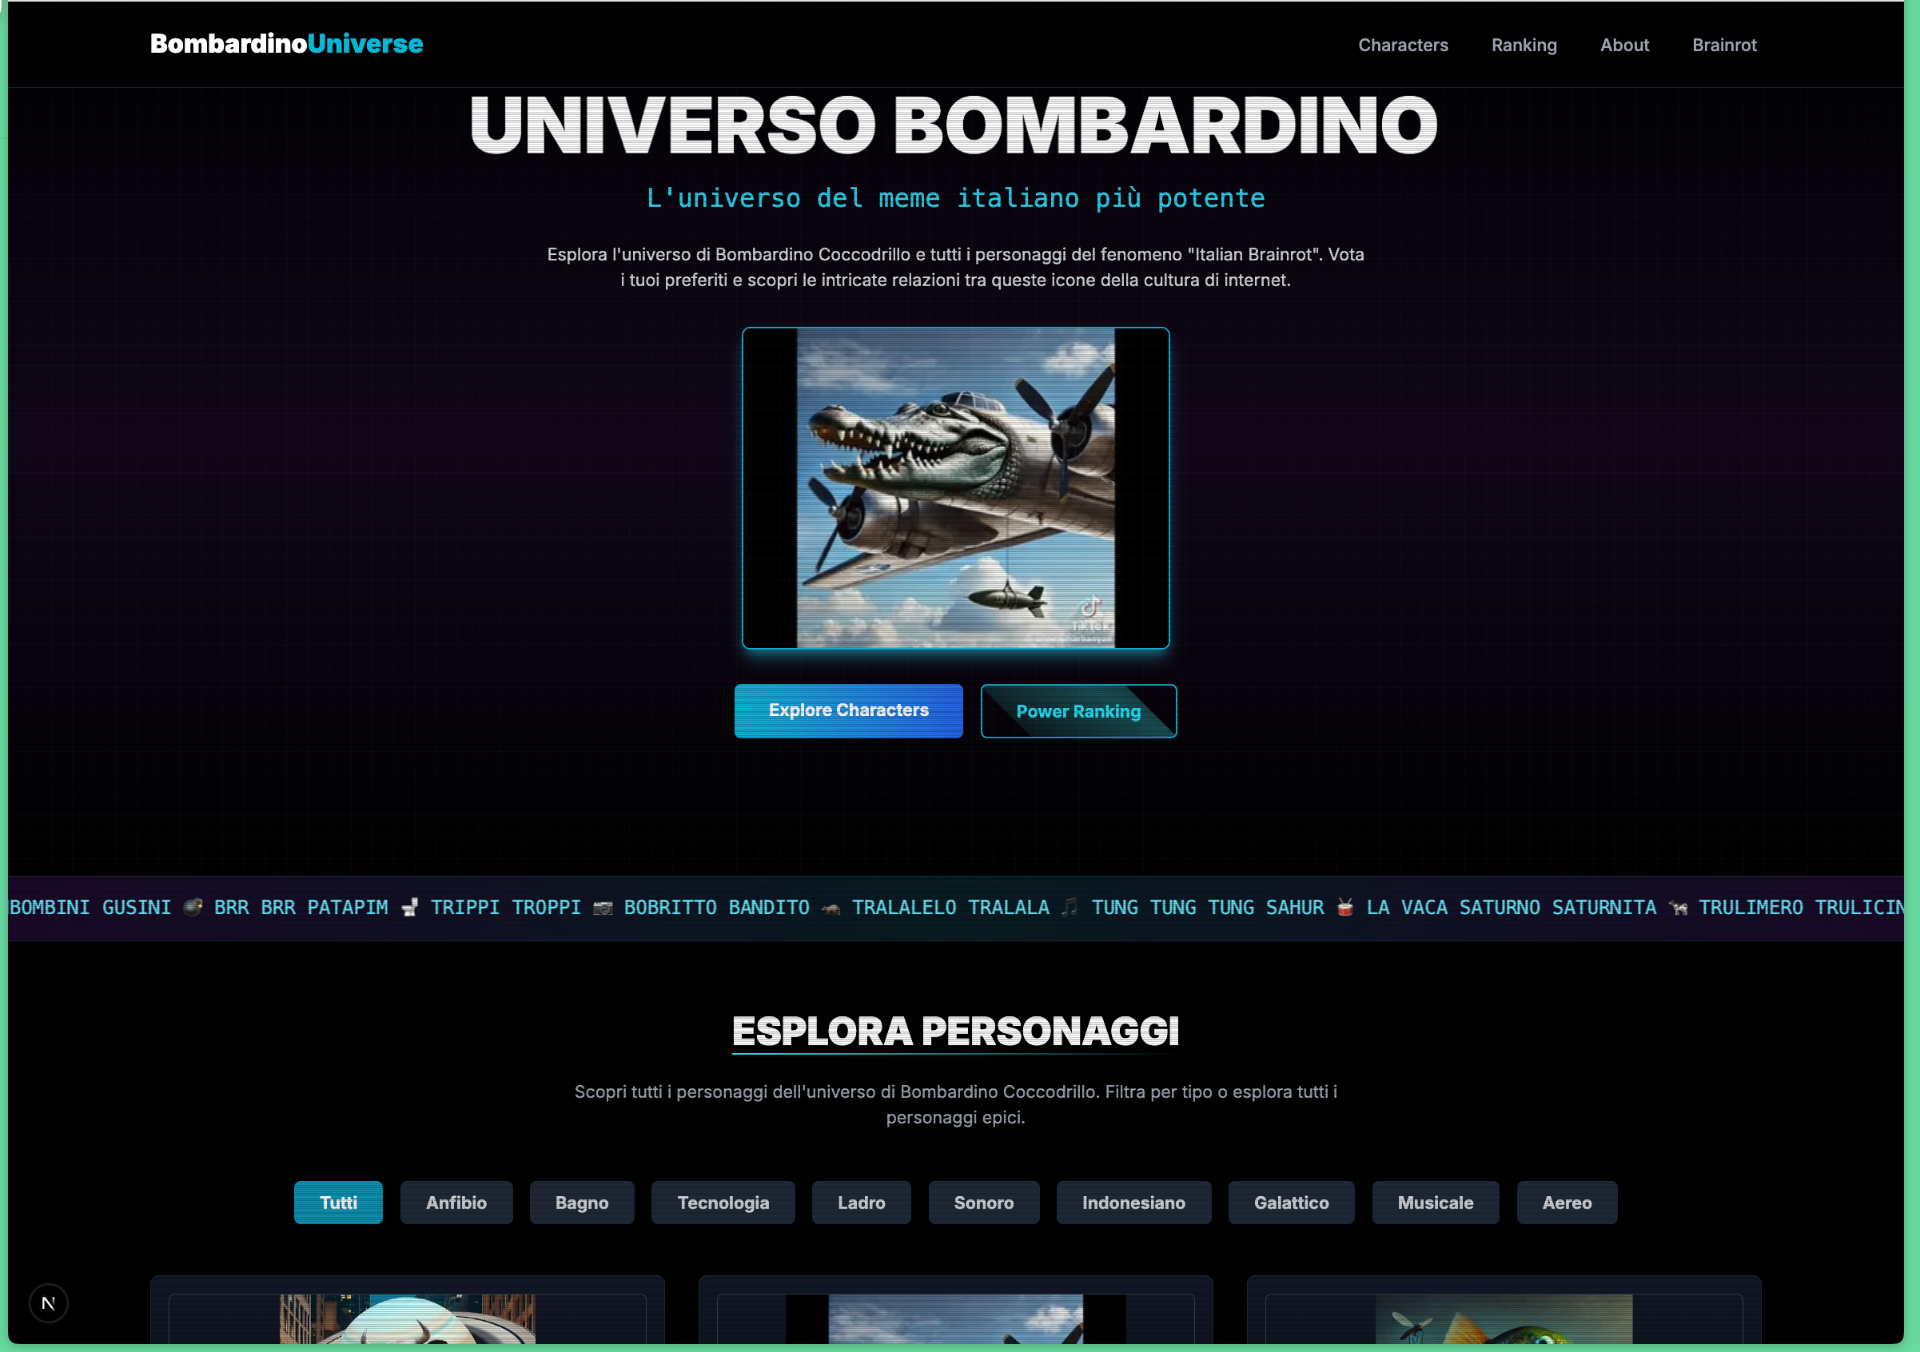 BombardinoUniverse
Characters Ranking About Brainrot
UNIVERSO BOMBARDINO
L'universo del meme italiano più potente
Esplora l'universo di Bombardino Coccodrillo e tutti i personaggi del fenomeno "Italian Brainrot". Vota
i tuoi preferiti e scopri le intricate relazioni tra queste icone della cultura di internet.
TikTok
Explore Characters Power Ranking
BOMBINI GUSINI 💣 BRR BRR PATAPIM 🚽 TRIPPI TROPPI 📷 BOBRITTO BANDITO 🦡 TRALALELO TRALALA 🎵 TUNG TUNG TUNG SAHUR 🥁 LA VACA SATURNO SATURNITA 🐄 TRULIMERO TRULICIN
ESPLORA PERSONAGGI
Scopri tutti i personaggi dell'universo di Bombardino Coccodrillo. Filtra per tipo o esplora tutti i
personaggi epici.
Tutti Anfibio Bagno Tecnologia Ladro Sonoro Indonesiano Galattico Musicale Aereo
N